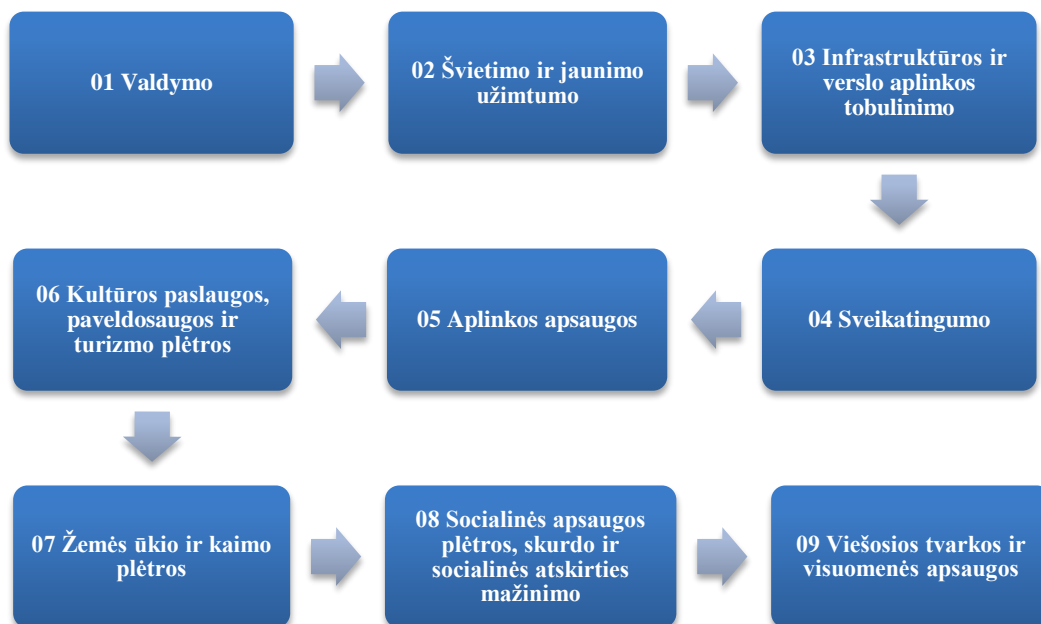 01 Valdymo
02 Švietimo ir jaunimo
užimtumo
03 Infrastruktūros ir
verslo aplinkos
tobulinimo
04 Sveikatingumo
05 Aplinkos apsaugos
06 Kultūros paslaugos,
paveldosaugos ir
turizmo plėtros
07 Žemės ūkio ir kaimo
plėtros
08 Socialinės apsaugos
plėtros, skurdo ir
socialinės atskirties
mažinimo
09 Viešosios tvarkos ir
visuomenės apsaugos